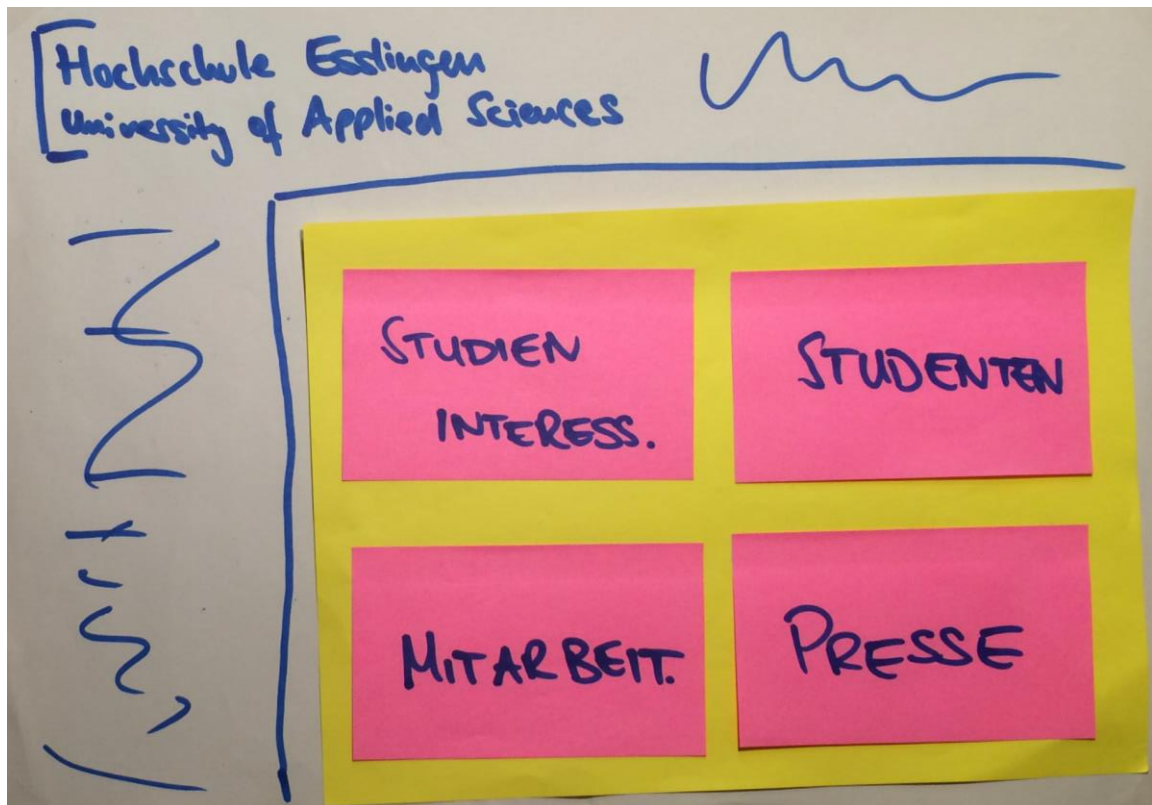 Hochschule Esslingen
University of Applied Sciences
STUDIEN
INTERESS.
STUDENTEN
MITARBEIT.
PRESSE